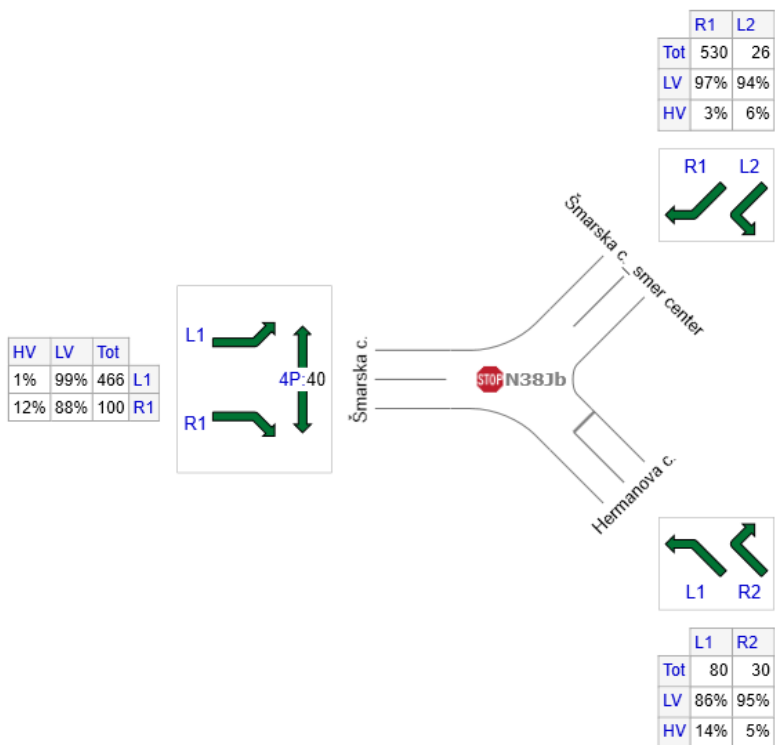 R1 L2
Tot 530 26
LV 97% 94%
HV 3% 6%
R1 L2
Šmarska c._smer center
HV LV Tot
1% 99% 466 L1
12% 88% 100 R1
L1
4P:40
R1
Šmarska c.
STOP N38Jb
Hermanova c.
L1 R2
L1 R2
Tot 80 30
LV 86% 95%
HV 14% 5%